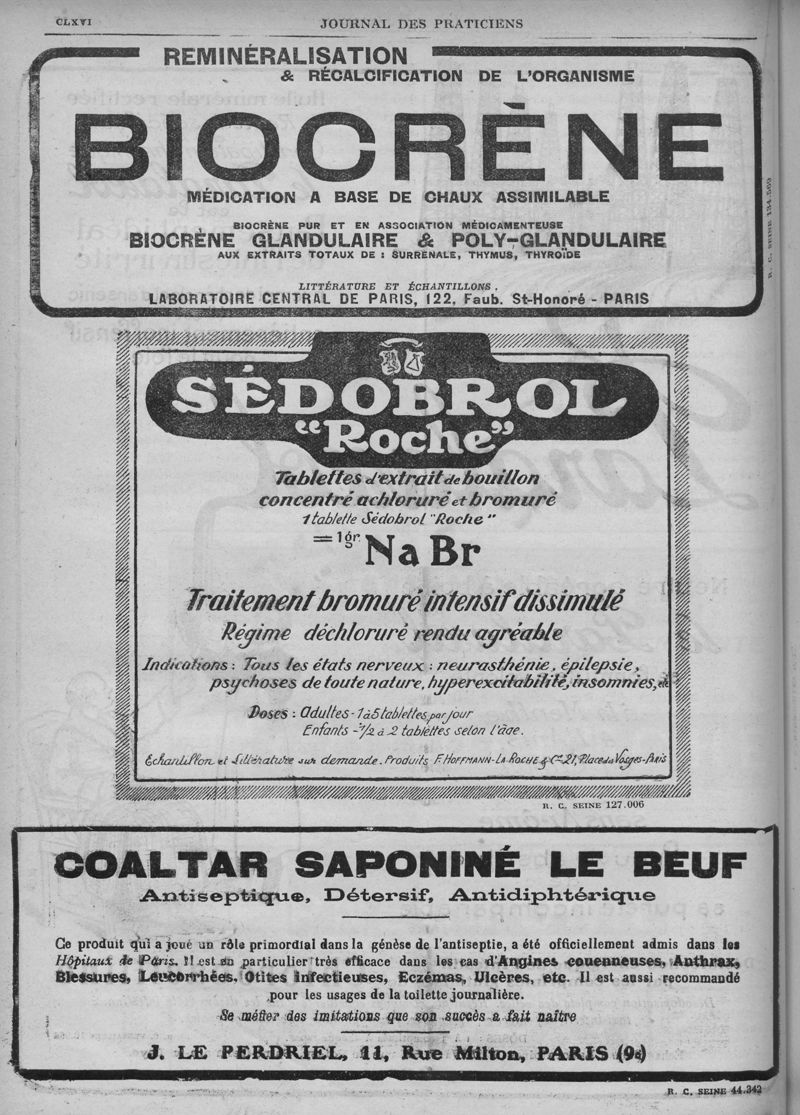 CLXVI
JOURNAL DES PRATICIENS
REMINÉRALISATION
& RÉCALCIFICATION DE L'ORGANISME
BIOCRÈNE
MÉDICATION A BASE DE CHAUX ASSIMILABLE
BIOCRÈNE PUR ET EN ASSOCIATION MÉDICAMENTEUSE
BIOCRÈNE GLANDULAIRE & POLY-GLANDULAIRE
AUX EXTRAITS TOTAUX DE : SURRÉNALE, THYMUS, THYROÏDE
LITTÉRATURE ET ÉCHANTILLONS.
LABORATOIRE CENTRAL DE PARIS, 122, Faub. St-Honoré - PARIS
R. C. SEINE 134.569
SÉDOBROL
"Roche"
Tablettes d'extrait de bouillon
concentré achloruré et bromuré
1 tablette Sédobrol "Roche"
= 1gr. Na Br
Traitement bromuré intensif dissimulé
Régime déchloruré rendu agréable
Indications : Tous les états nerveux : neurasthénie, épilepsie,
psychoses de toute nature, hyperexcitabilité, insomnies, etc
Doses : Adultes - 1 à 5 tablettes par jour
Enfants - 1/2 à 2 tablettes selon l'âge.
Echantillon et Littérature sur demande. Produits F. HOFFMANN-LA ROCHE & Cie 21, Place des Vosges-Paris
R. C. SEINE 127.006
COALTAR SAPONINÉ LE BEUF
Antiseptique, Détersif, Antidiphtérique
Ce produit qui a joué un rôle primordial dans la génèse de l'antiseptie, a été officiellement admis dans les
Hôpitaux de Paris. Il est en particulier très efficace dans les cas d'Angines couenneuses, Anthrax,
Blessures, Leucorrhées, Otites infectieuses, Eczémas, Ulcères, etc. Il est aussi recommandé
pour les usages de la toilette journalière.
Se méfier des imitations que son succès a fait naître
J. LE PERDRIEL, 11, Rue Milton, PARIS (9e)
R. C. SEINE 44.342